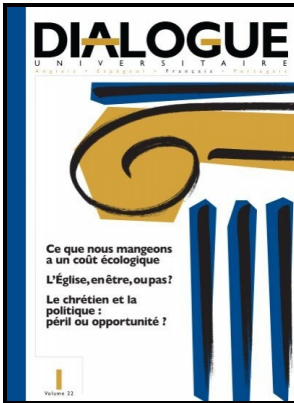 DIALOGUE
UNIVERSITAIRE
Anglais • Espagnol • Français • Portugais
Ce que nous mangeons
a un coût écologique
L'Église, en être, ou pas?
Le chrétien et la
politique :
péril ou opportunité ?
1
Volume 22